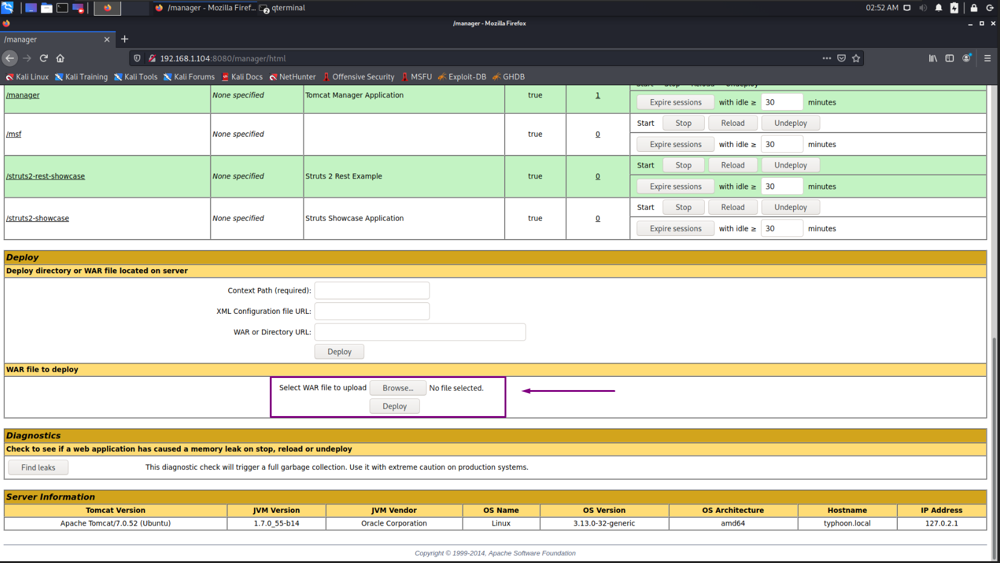 /manager - Mozilla Firef... 2 qterminal 02:52 AM
/manager - Mozilla Firefox
/manager
192.168.1.104:8080/manager/html
Kali Linux Kali Training Kali Tools Kali Forums Kali Docs NetHunter Offensive Security MSFU Exploit-DB GHDB
Start Stop Reload Undeploy
/manager None specified Tomcat Manager Application true 1
Expire sessions with idle ≥ 30 minutes
Start Stop Reload Undeploy
/msf None specified true 0
Expire sessions with idle ≥ 30 minutes
Start Stop Reload Undeploy
/struts2-rest-showcase None specified Struts 2 Rest Example true 0
Expire sessions with idle ≥ 30 minutes
Start Stop Reload Undeploy
/struts2-showcase None specified Struts Showcase Application true 0
Expire sessions with idle ≥ 30 minutes
Deploy
Deploy directory or WAR file located on server
Context Path (required):
XML Configuration file URL:
WAR or Directory URL:
Deploy
WAR file to deploy
Select WAR file to upload Browse... No file selected.
Deploy
Diagnostics
Check to see if a web application has caused a memory leak on stop, reload or undeploy
Find leaks This diagnostic check will trigger a full garbage collection. Use it with extreme caution on production systems.
Server Information
Tomcat Version JVM Version JVM Vendor OS Name OS Version OS Architecture Hostname IP Address
Apache Tomcat/7.0.52 (Ubuntu) 1.7.0_55-b14 Oracle Corporation Linux 3.13.0-32-generic amd64 typhoon.local 127.0.2.1
Copyright © 1999-2014, Apache Software Foundation